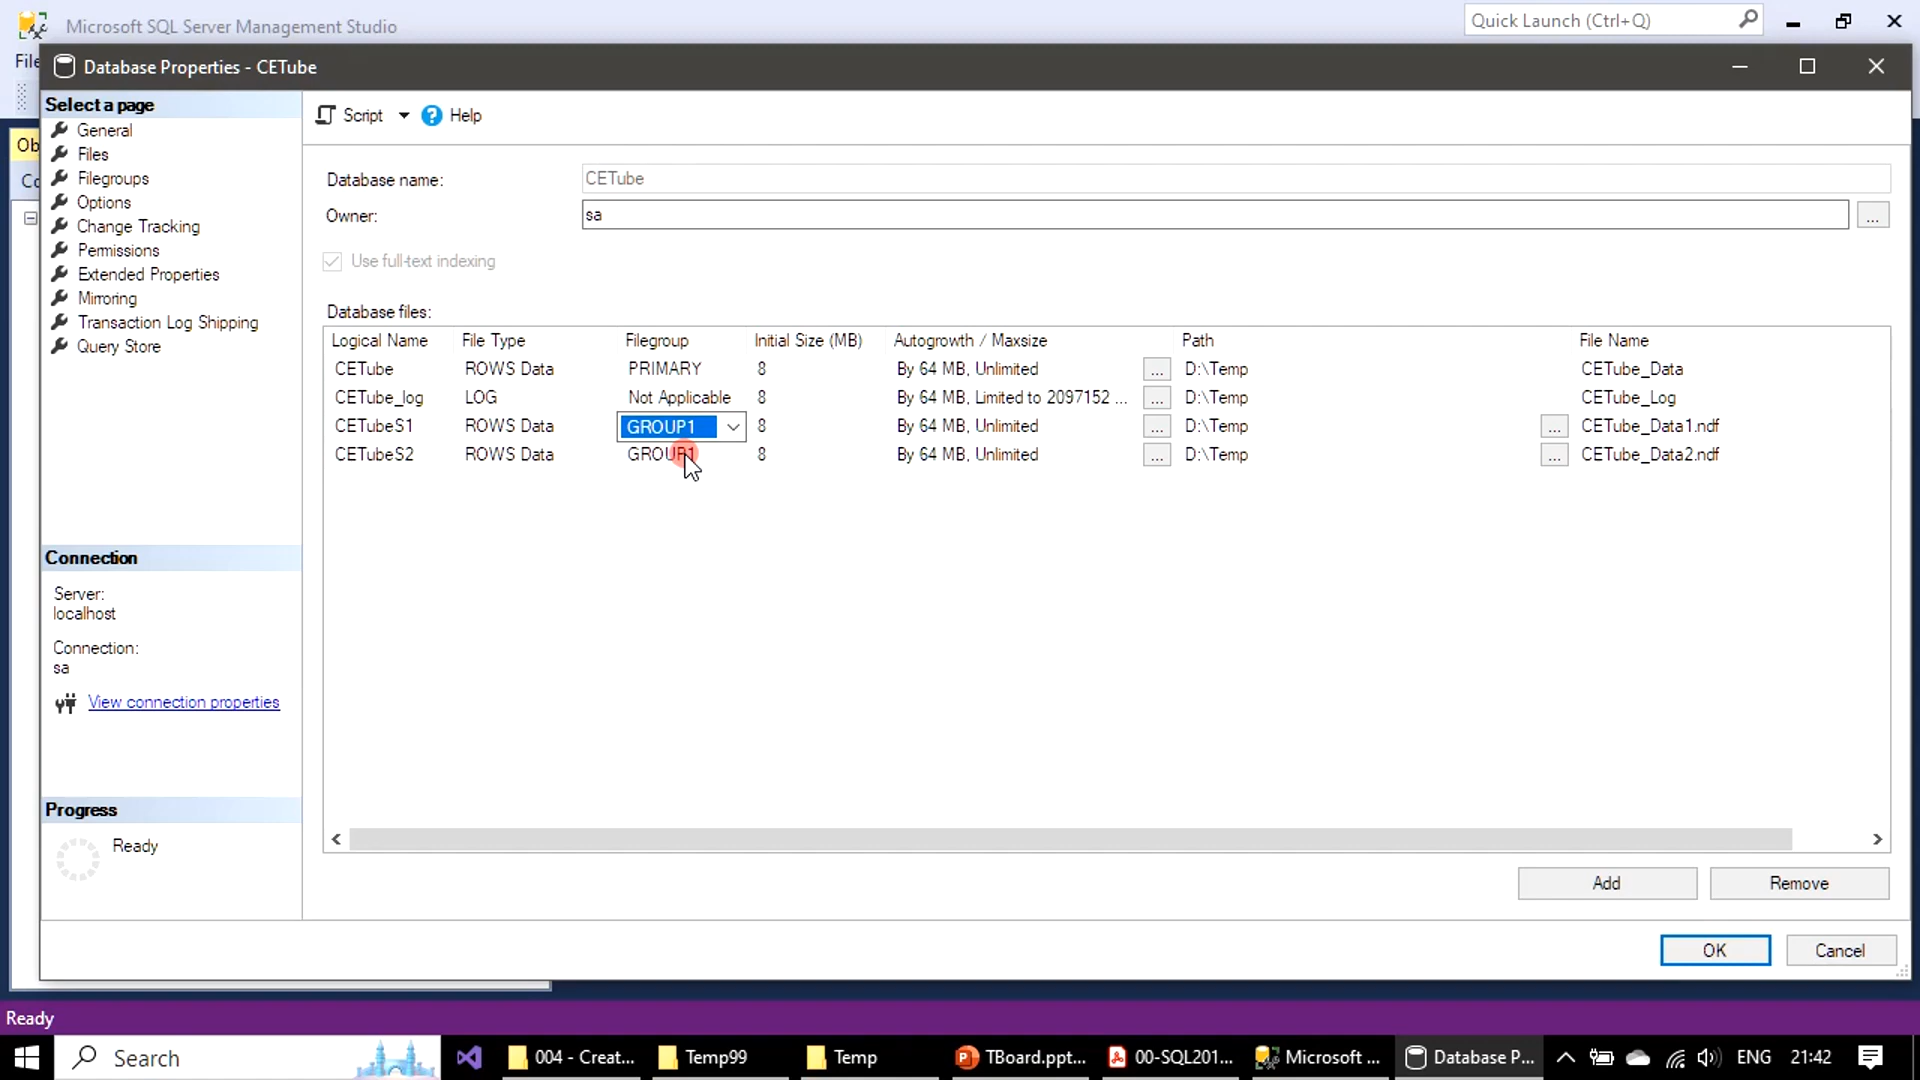 Microsoft SQL Server Management Studio
Quick Launch (Ctrl+Q)
File
Database Properties - CETube
Select a page
General
Files
Filegroups
Options
Change Tracking
Permissions
Extended Properties
Mirroring
Transaction Log Shipping
Query Store
Ob
Co
Script
Help
Database name:
CETube
Owner:
sa
...
Use full-text indexing
Database files:
Logical Name File Type Filegroup Initial Size (MB) Autogrowth / Maxsize Path File Name
CETube ROWS Data PRIMARY 8 By 64 MB, Unlimited ... D:\Temp CETube_Data
CETube_log LOG Not Applicable 8 By 64 MB, Limited to 2097152 ... ... D:\Temp CETube_Log
CETubeS1 ROWS Data GROUP1 8 By 64 MB, Unlimited ... D:\Temp ... CETube_Data1.ndf
CETubeS2 ROWS Data GROUP1 8 By 64 MB, Unlimited ... D:\Temp ... CETube_Data2.ndf
Connection
Server:
localhost
Connection:
sa
View connection properties
Progress
Ready
Add
Remove
OK
Cancel
Ready
Search
004 - Creat...
Temp99
Temp
TBoard.ppt...
00-SQL201...
Microsoft ...
Database P...
ENG
21:42